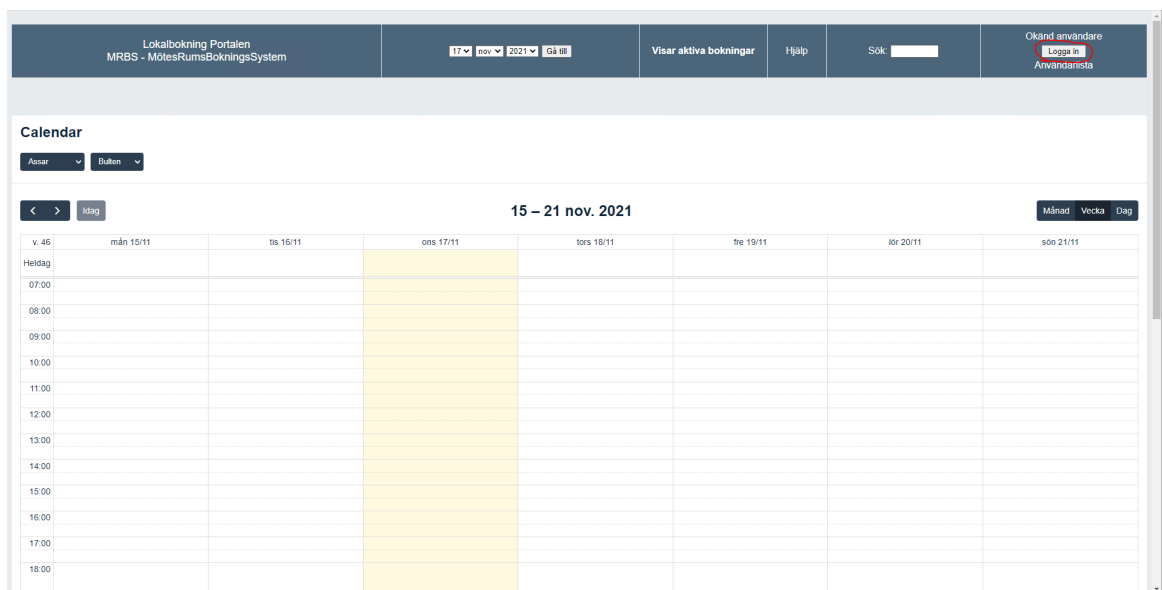 Lokalbokning Portalen
MRBS - MötesRumsBokningsSystem
17 nov 2021 Gå till
Visar aktiva bokningar
Hjälp
Sök:
Okänd användare
Logga in
Användarlista
Calendar
Assar Bulten
Idag
15 – 21 nov. 2021
Månad Vecka Dag
v. 46 mån 15/11 tis 16/11 ons 17/11 tors 18/11 fre 19/11 lör 20/11 sön 21/11
Heldag
07:00
08:00
09:00
10:00
11:00
12:00
13:00
14:00
15:00
16:00
17:00
18:00